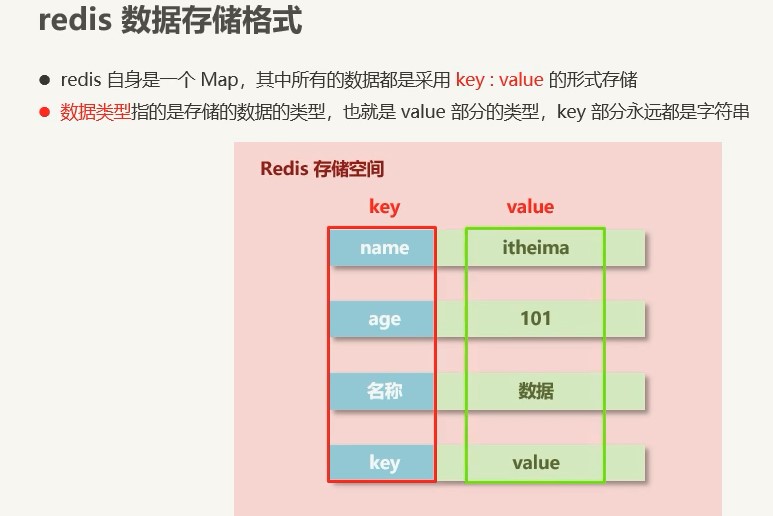 redis 数据存储格式
redis 自身是一个 Map，其中所有的数据都是采用 key : value 的形式存储
数据类型指的是存储的数据的类型，也就是 value 部分的类型，key 部分永远都是字符串
Redis 存储空间
key value
name itheima
age 101
名称 数据
key value